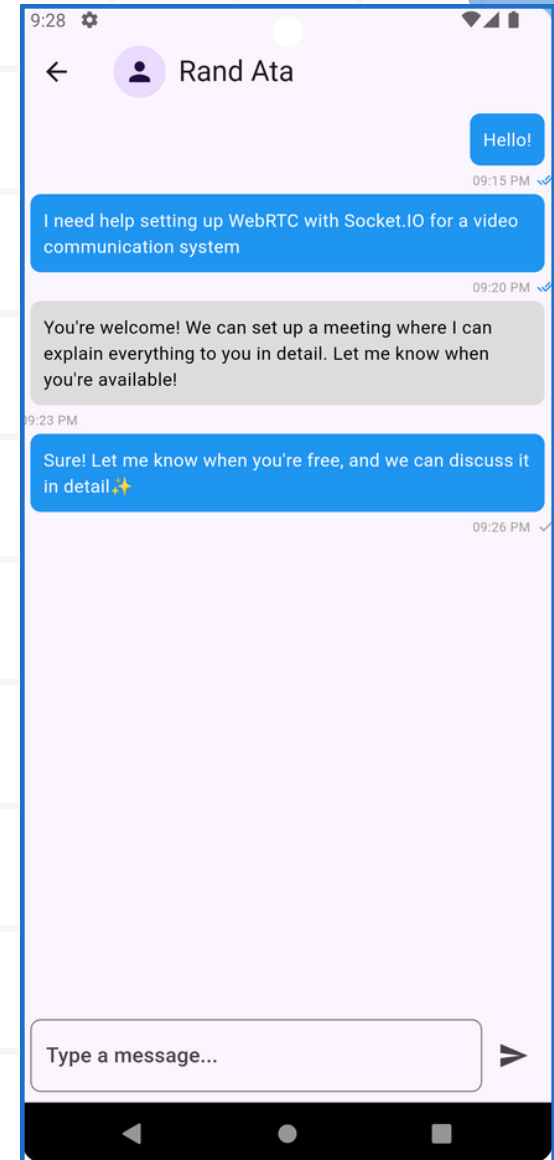 9:28
Rand Ata
Hello!
09:15 PM
I need help setting up WebRTC with Socket.IO for a video
communication system
09:20 PM
You're welcome! We can set up a meeting where I can
explain everything to you in detail. Let me know when
you're available!
09:23 PM
Sure! Let me know when you're free, and we can discuss it
in detail✨
09:26 PM
Type a message...